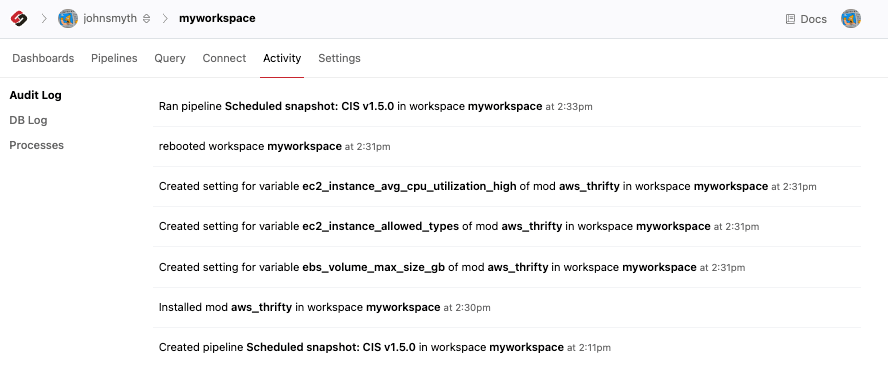 johnsmyth myworkspace Docs
Dashboards Pipelines Query Connect Activity Settings
Audit Log
DB Log
Processes
Ran pipeline Scheduled snapshot: CIS v1.5.0 in workspace myworkspace at 2:33pm
rebooted workspace myworkspace at 2:31pm
Created setting for variable ec2_instance_avg_cpu_utilization_high of mod aws_thrifty in workspace myworkspace at 2:31pm
Created setting for variable ec2_instance_allowed_types of mod aws_thrifty in workspace myworkspace at 2:31pm
Created setting for variable ebs_volume_max_size_gb of mod aws_thrifty in workspace myworkspace at 2:31pm
Installed mod aws_thrifty in workspace myworkspace at 2:30pm
Created pipeline Scheduled snapshot: CIS v1.5.0 in workspace myworkspace at 2:11pm